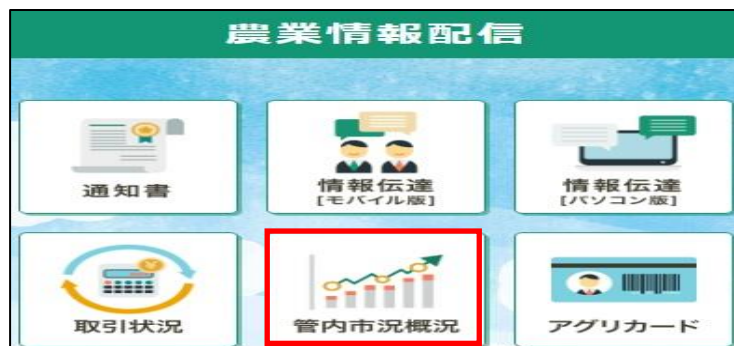 農業情報配信
通知書
情報伝達
[モバイル版]
情報伝達
[パソコン版]
取引状況
管内市況概況
アグリカード